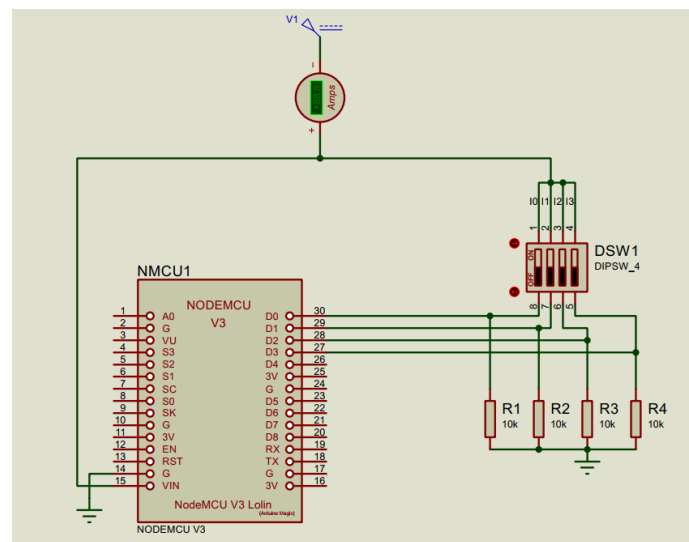 V1
−
Amps
+
I0 I1 I2 I3
1 2 3 4
ON
OFF
DSW1
DIPSW_4
8 7 6 5
NMCU1
NODEMCU
V3
1 A0 D0 30
2 G D1 29
3 VU D2 28
4 S3 D3 27
5 S2 D4 26
6 S1 3V 25
7 SC G 24
8 S0 D5 23
9 SK D6 22
10 G D7 21
11 3V D8 20
12 EN RX 19
13 RST TX 18
14 G G 17
15 VIN 3V 16
NodeMCU V3 Lolin
(Arduino Magix)
NODEMCU V3
R1
10k
R2
10k
R3
10k
R4
10k